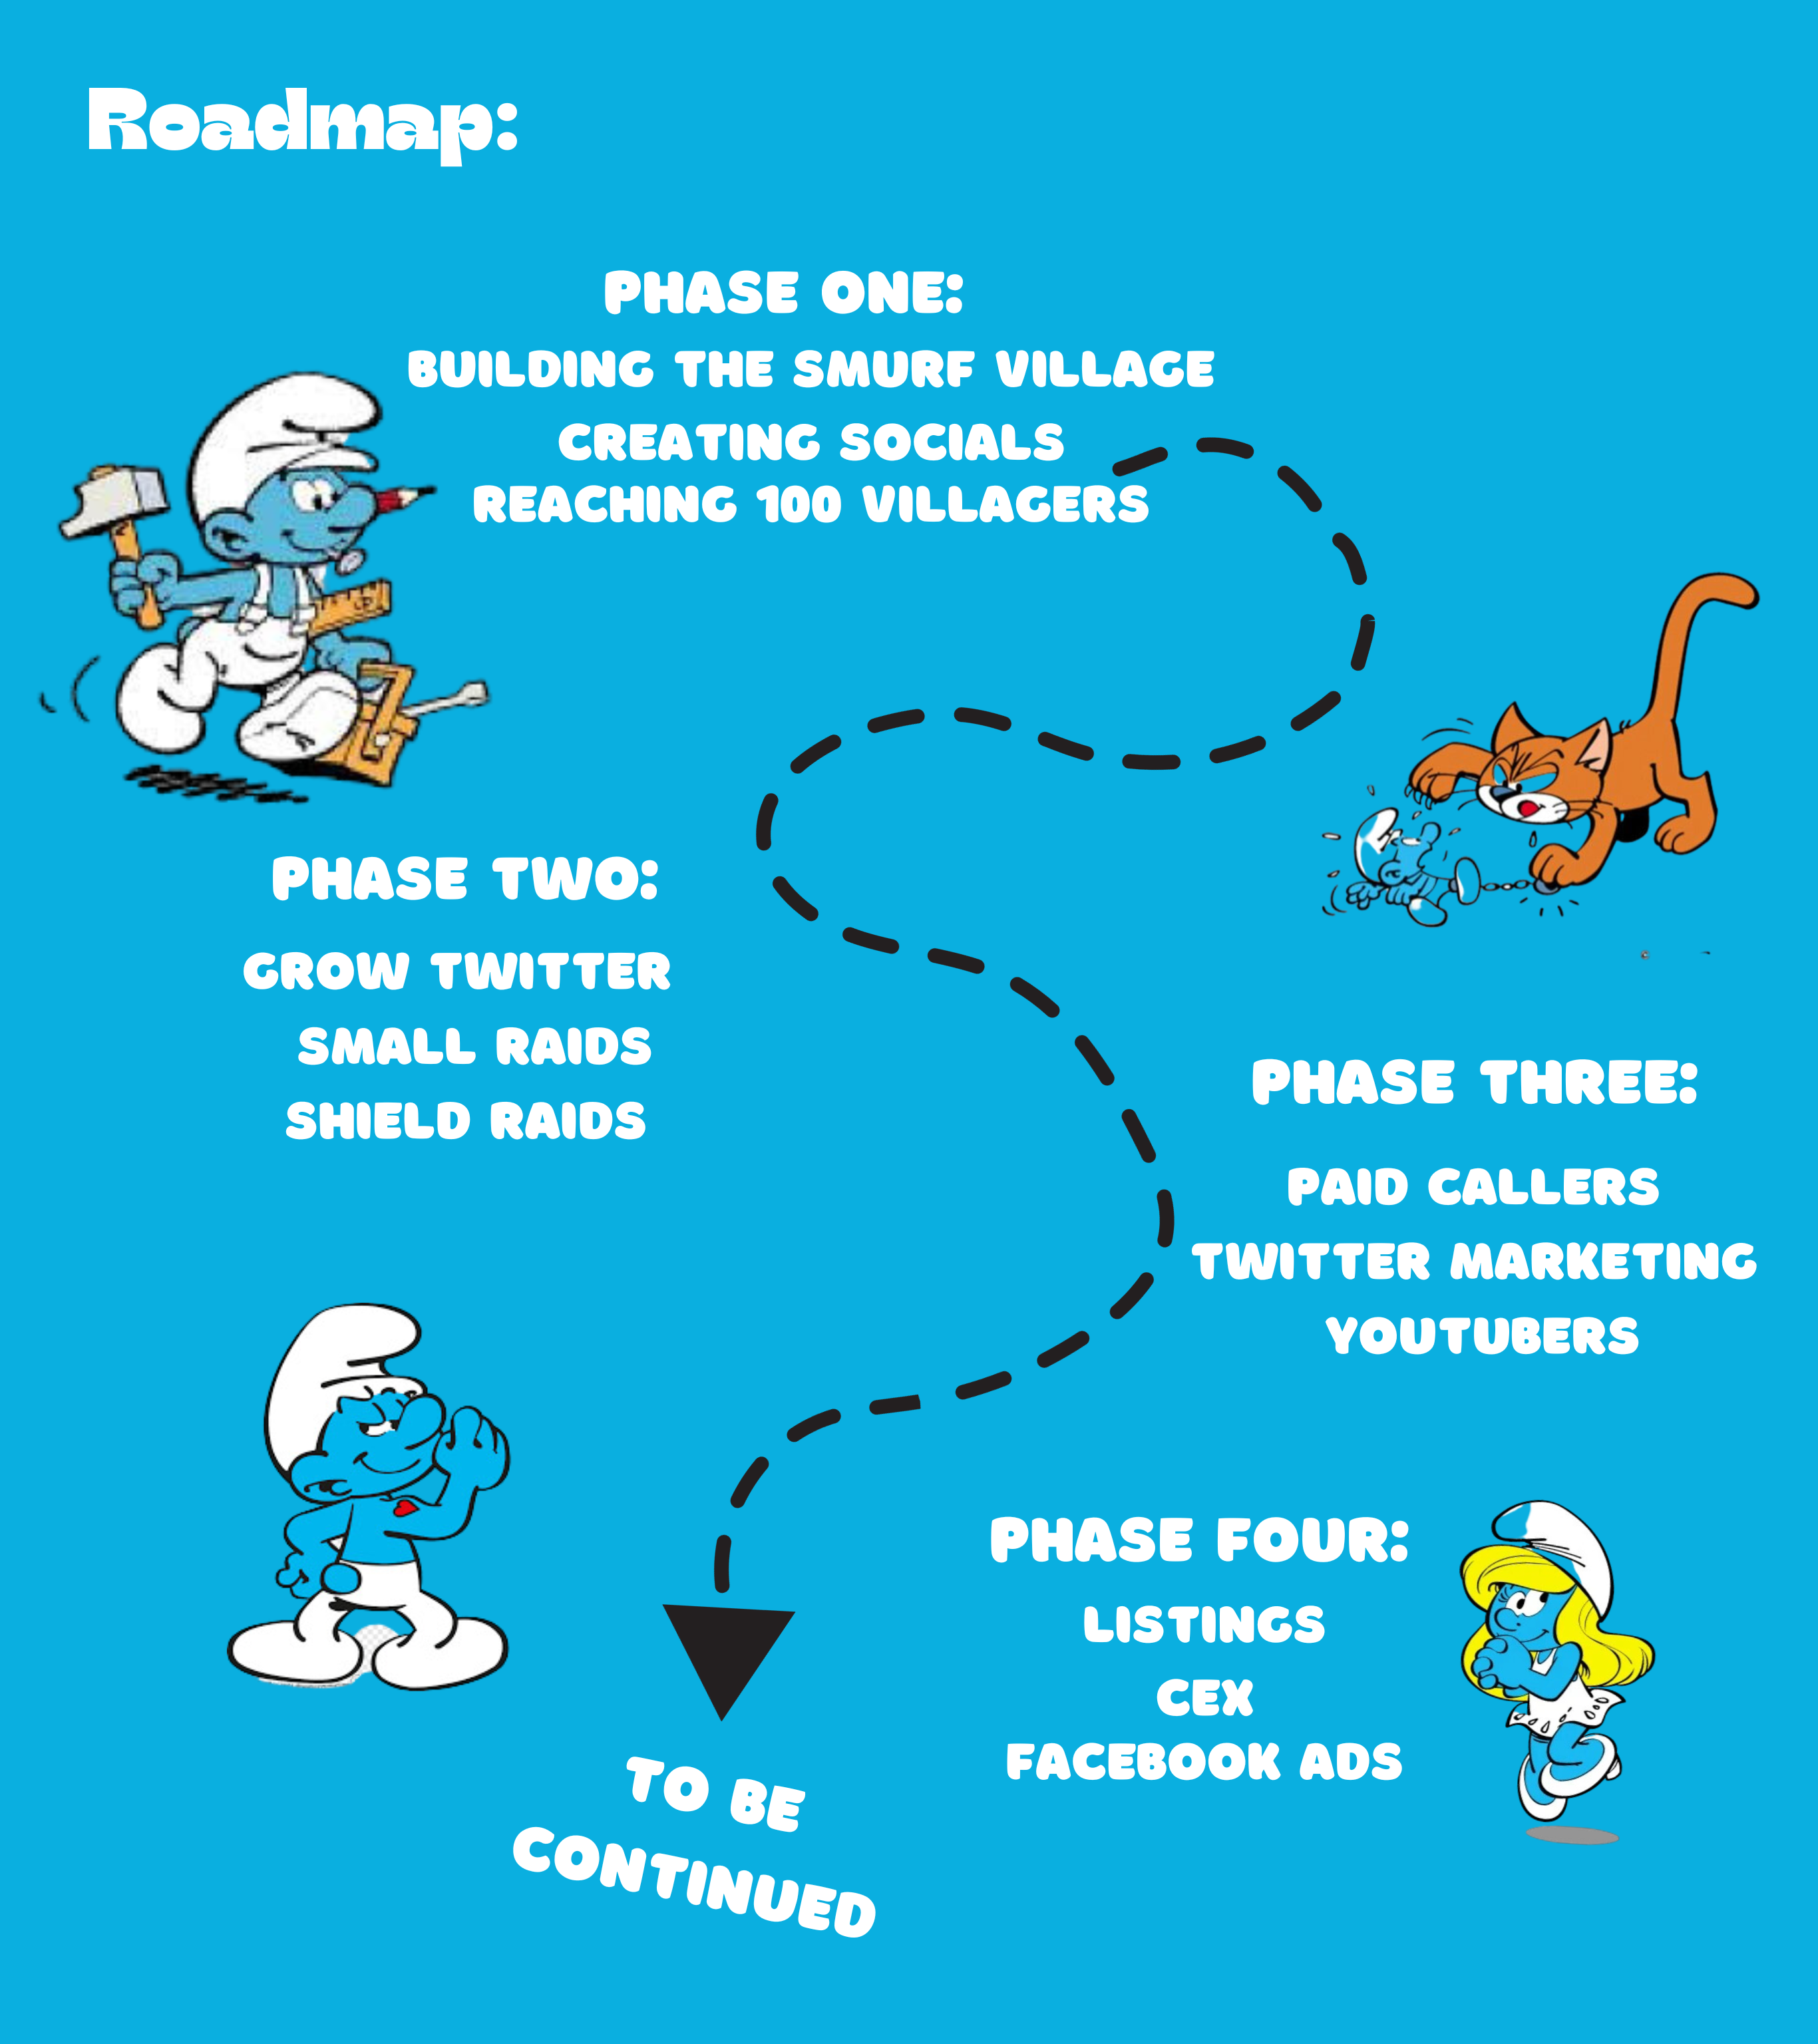 Roadmap:
PHASE ONE:
BUILDING THE SMURF VILLAGE
CREATING SOCIALS
REACHING 100 VILLAGERS
PHASE TWO:
GROW TWITTER
SMALL RAIDS
SHIELD RAIDS
PHASE THREE:
PAID CALLERS
TWITTER MARKETING
YOUTUBERS
PHASE FOUR:
LISTINGS
CEX
FACEBOOK ADS
TO BE
CONTINUED